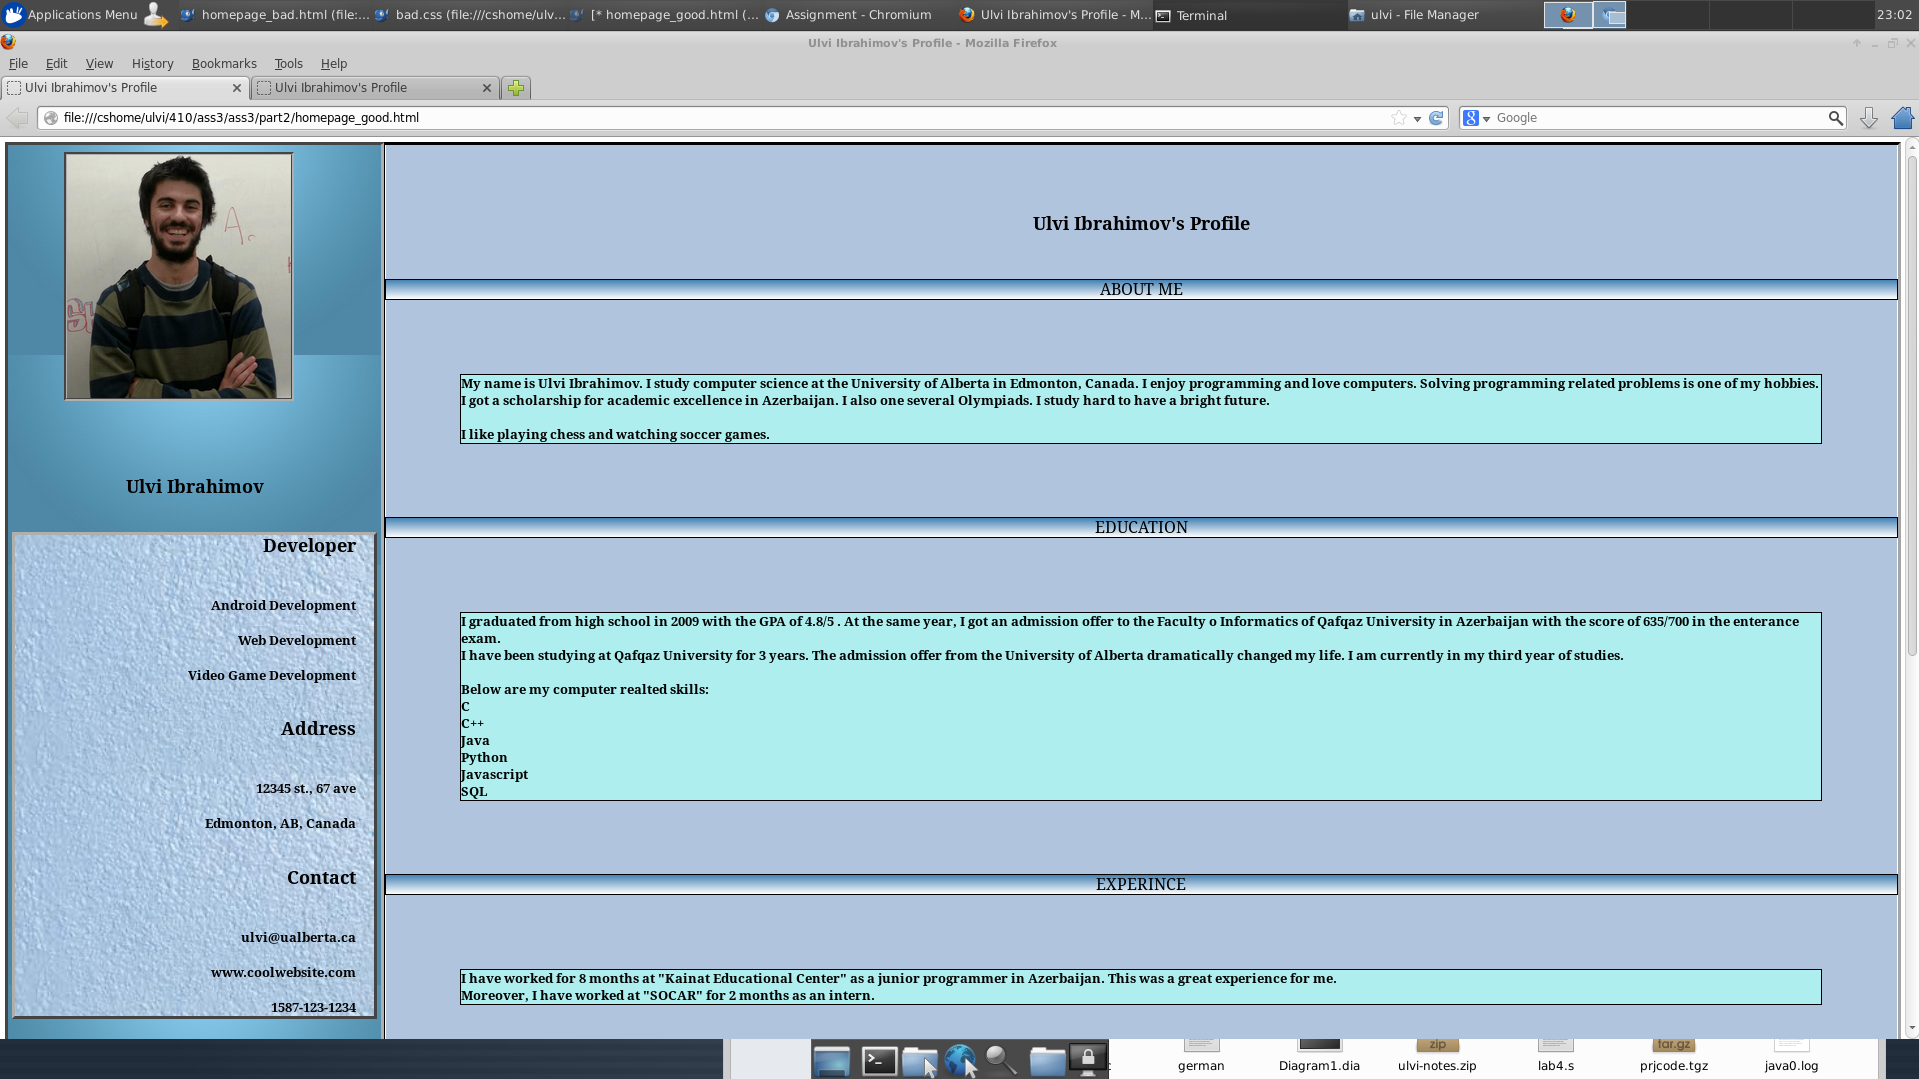 Applications Menu
homepage_bad.html (file:...
bad.css (file:///cshome/ulv...
[* homepage_good.html (...
Assignment - Chromium
Ulvi Ibrahimov's Profile - M...
Terminal
ulvi - File Manager
23:02
Ulvi Ibrahimov's Profile - Mozilla Firefox
File Edit View History Bookmarks Tools Help
Ulvi Ibrahimov's Profile
Ulvi Ibrahimov's Profile
file:///cshome/ulvi/410/ass3/ass3/part2/homepage_good.html
8 Google
A
Ulvi Ibrahimov
Developer
Android Development
Web Development
Video Game Development
Address
12345 st., 67 ave
Edmonton, AB, Canada
Contact
ulvi@ualberta.ca
www.coolwebsite.com
1587-123-1234
Ulvi Ibrahimov's Profile
ABOUT ME
My name is Ulvi Ibrahimov. I study computer science at the University of Alberta in Edmonton, Canada. I enjoy programming and love computers. Solving programming related problems is one of my hobbies.
I got a scholarship for academic excellence in Azerbaijan. I also one several Olympiads. I study hard to have a bright future.
I like playing chess and watching soccer games.
EDUCATION
I graduated from high school in 2009 with the GPA of 4.8/5 . At the same year, I got an admission offer to the Faculty o Informatics of Qafqaz University in Azerbaijan with the score of 635/700 in the enterance
exam.
I have been studying at Qafqaz University for 3 years. The admission offer from the University of Alberta dramatically changed my life. I am currently in my third year of studies.
Below are my computer realted skills:
C
C++
Java
Python
Javascript
SQL
EXPERINCE
I have worked for 8 months at "Kainat Educational Center" as a junior programmer in Azerbaijan. This was a great experience for me.
Moreover, I have worked at "SOCAR" for 2 months as an intern.
zip
tar.gz
german
Diagram1.dia
ulvi-notes.zip
lab4.s
prjcode.tgz
java0.log